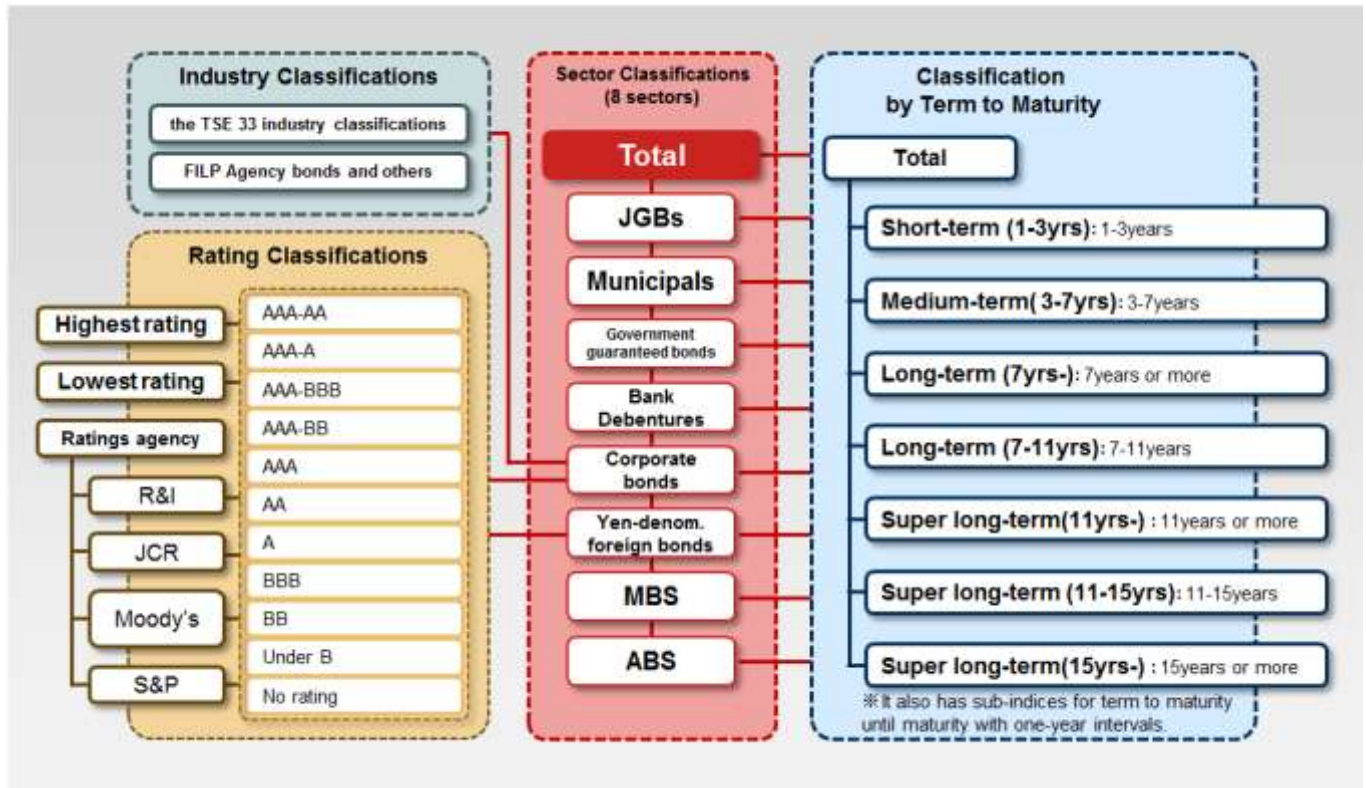 Industry Classifications
the TSE 33 industry classifications
FILP Agency bonds and others
Rating Classifications
Highest rating
Lowest rating
Ratings agency
R&I
JCR
Moody's
S&P
AAA-AA
AAA-A
AAA-BBB
AAA-BB
AAA
AA
A
BBB
BB
Under B
No rating
Sector Classifications
(8 sectors)
Total
JGBs
Municipals
Government
guaranteed bonds
Bank
Debentures
Corporate
bonds
Yen-denom.
foreign bonds
MBS
ABS
Classification
by Term to Maturity
Total
Short-term (1-3yrs): 1-3years
Medium-term( 3-7yrs): 3-7years
Long-term (7yrs-): 7years or more
Long-term (7-11yrs): 7-11years
Super long-term(11yrs-) : 11years or more
Super long-term (11-15yrs): 11-15years
Super long-term(15yrs-) : 15years or more
※It also has sub-indices for term to maturity
until maturity with one-year intervals.